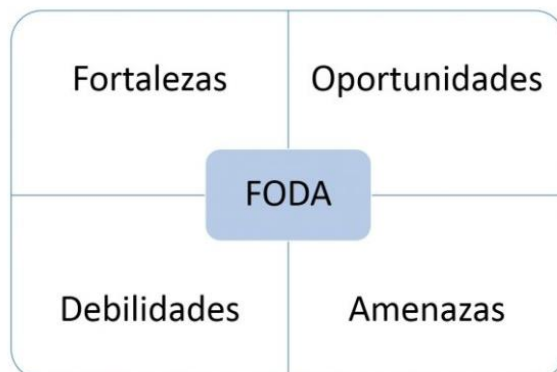 Fortalezas
Oportunidades
FODA
Debilidades
Amenazas